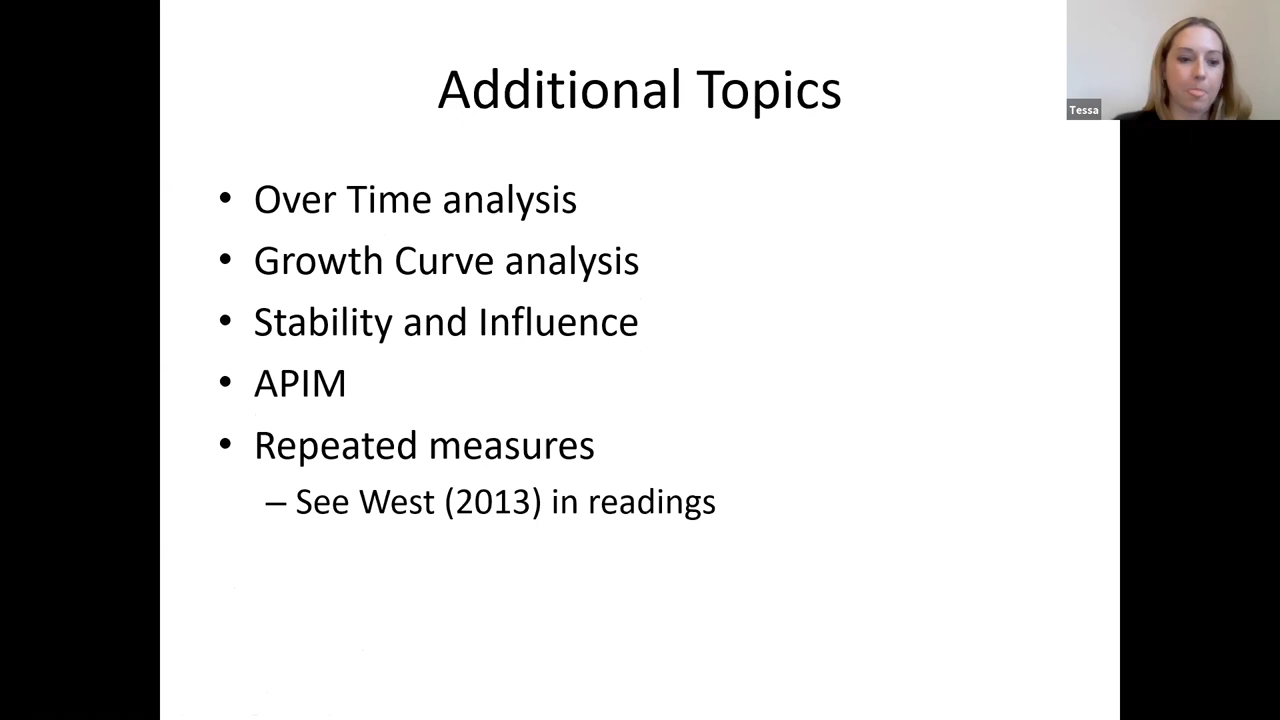 Additional Topics
Tessa
• Over Time analysis
• Growth Curve analysis
• Stability and Influence
• APIM
• Repeated measures
– See West (2013) in readings